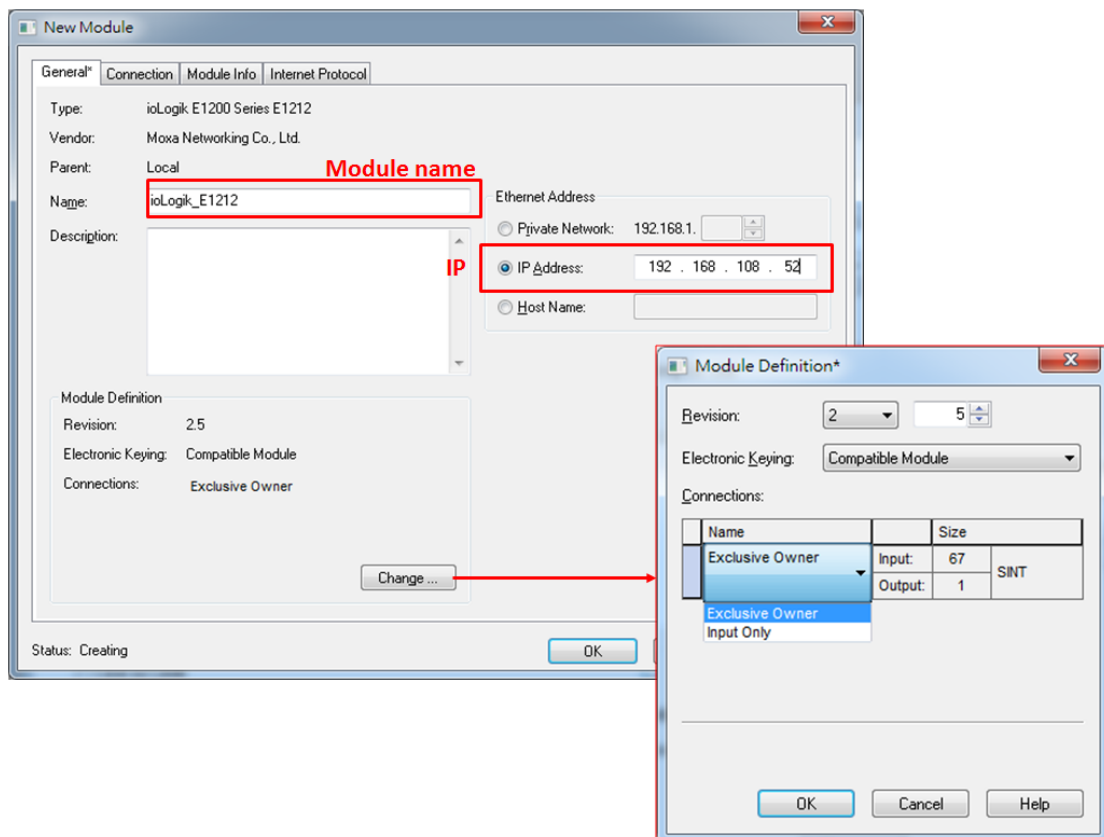 New Module
General* Connection Module Info Internet Protocol
Type: ioLogik E1200 Series E1212
Vendor: Moxa Networking Co., Ltd.
Parent: Local
Module name
Name: ioLogik_E1212
Description:
Ethernet Address
Private Network: 192.168.1.
IP
IP Address: 192 . 168 . 108 . 52
Host Name:
Module Definition
Revision: 2.5
Electronic Keying: Compatible Module
Connections: Exclusive Owner
Change ...
Status: Creating
OK
Module Definition*
Revision: 2 5
Electronic Keying: Compatible Module
Connections:
Name Size
Exclusive Owner Input: 67 SINT
Output: 1
Exclusive Owner
Input Only
OK Cancel Help